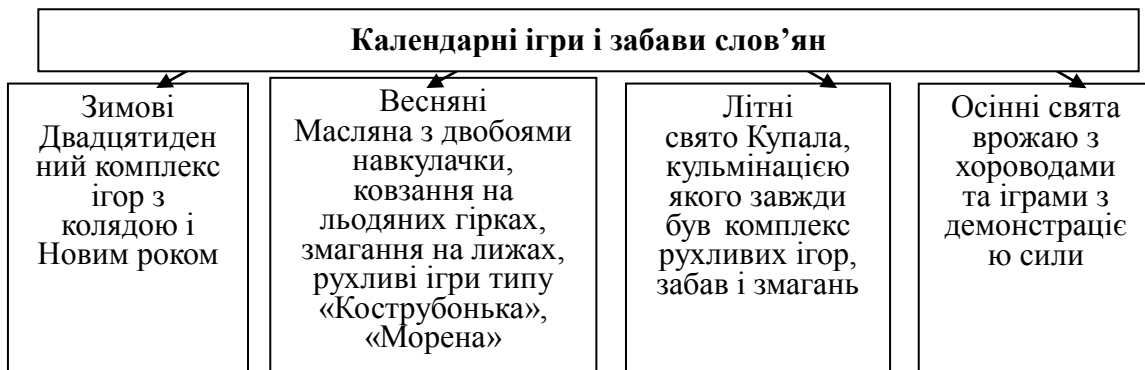 Календарні ігри і забави слов’ян
Зимові
Двадцятиден
ний комплекс
ігор з
колядою і
Новим роком
Весняні
Масляна з двобоями
навкулачки,
ковзання на
льодяних гірках,
змагання на лижах,
рухливі ігри типу
«Кострубонька»,
«Морена»
Літні
свято Купала,
кульмінацією
якого завжди
був комплекс
рухливих ігор,
забав і змагань
Осінні свята
врожаю з
хороводами
та іграми з
демонстраціє
ю сили